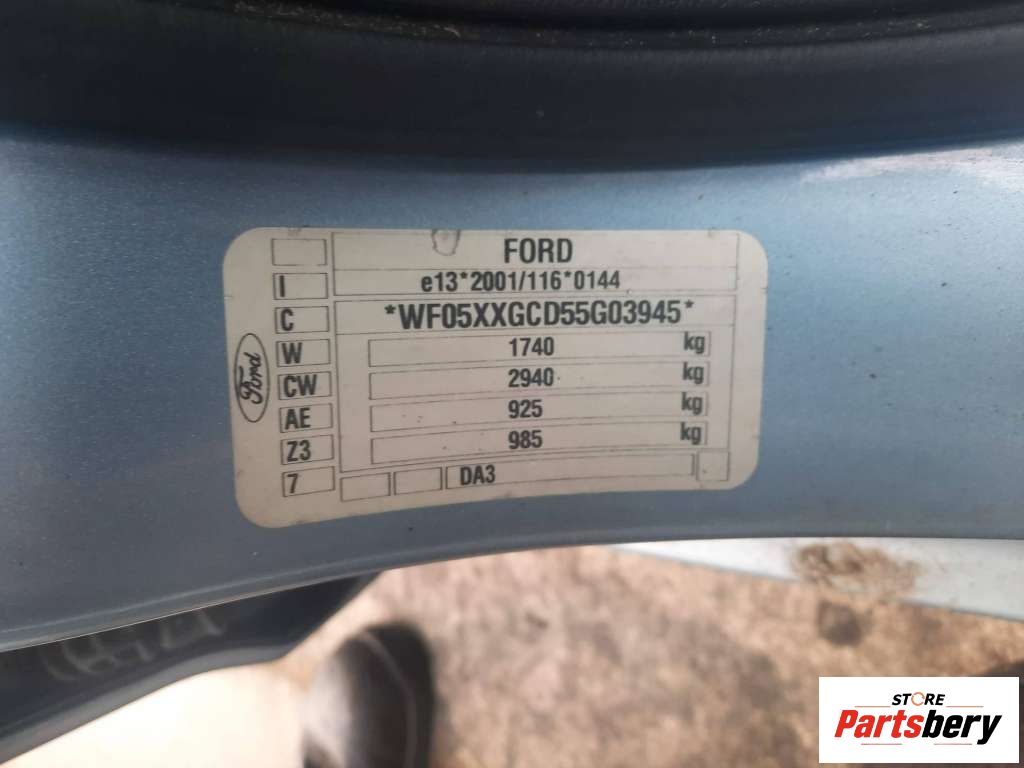 FORD
I e13*2001/116*0144
C *WF05XXGCD55G03945*
W 1740 kg
CW 2940 kg
AE 925 kg
Z3 985 kg
7 DA3
Ford
STORE
Partsbery